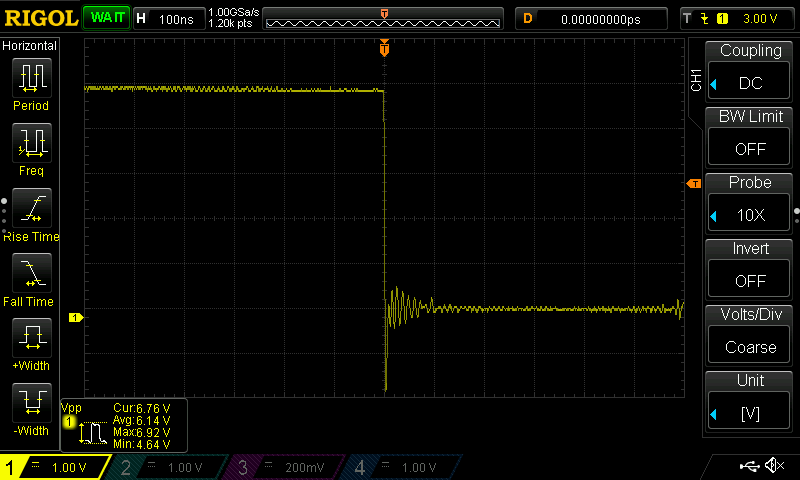 RIGOL WAIT H 100ns 1.00GSa/s 1.20k pts T D 0.00000000ps T 1 3.00 V
Horizontal
Period
Freq
Rise Time
Fall Time
+Width
-Width
T
1
T
CH1
Coupling
DC
BW Limit
OFF
Probe
10X
Invert
OFF
Volts/Div
Coarse
Unit
[V]
Vpp
1
Cur:6.76 V
Avg:6.14 V
Max:6.92 V
Min:4.64 V
1 = 1.00 V 2 = 1.00 V 3 = 200mV 4 = 1.00 V